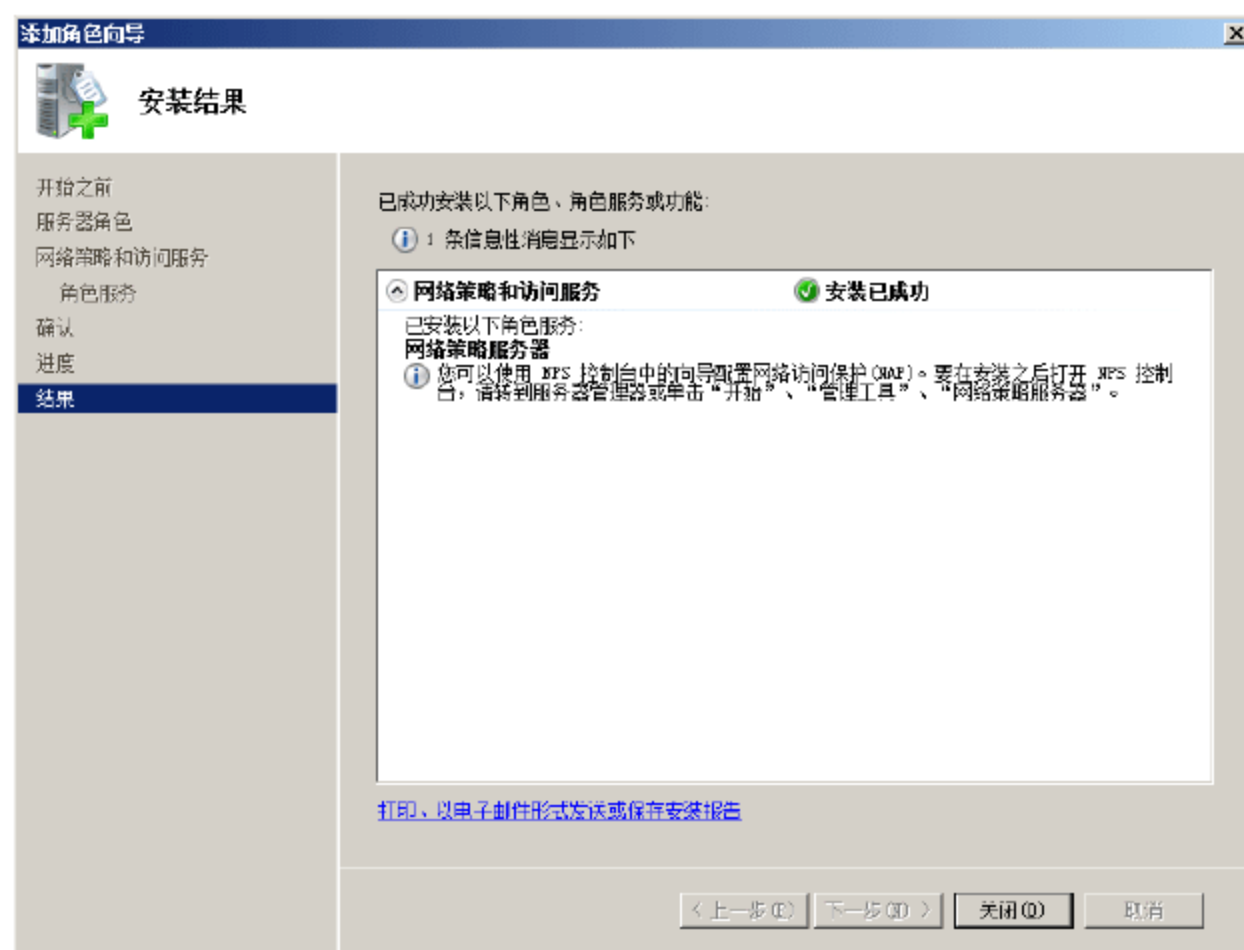 添加角色向导
安装结果
开始之前
服务器角色
网络策略和访问服务
角色服务
确认
进度
结果
已成功安装以下角色、角色服务或功能:
1 条信息性消息显示如下
网络策略和访问服务
安装已成功
已安装以下角色服务:
网络策略服务器
您可以使用 NPS 控制台中的向导配置网络访问保护(NAP)。要在安装之后打开 NPS 控制
台，请转到服务器管理器或单击“开始”、“管理工具”、“网络策略服务器”。
打印、以电子邮件形式发送或保存安装报告
< 上一步(P)
下一步(N) >
关闭(O)
取消